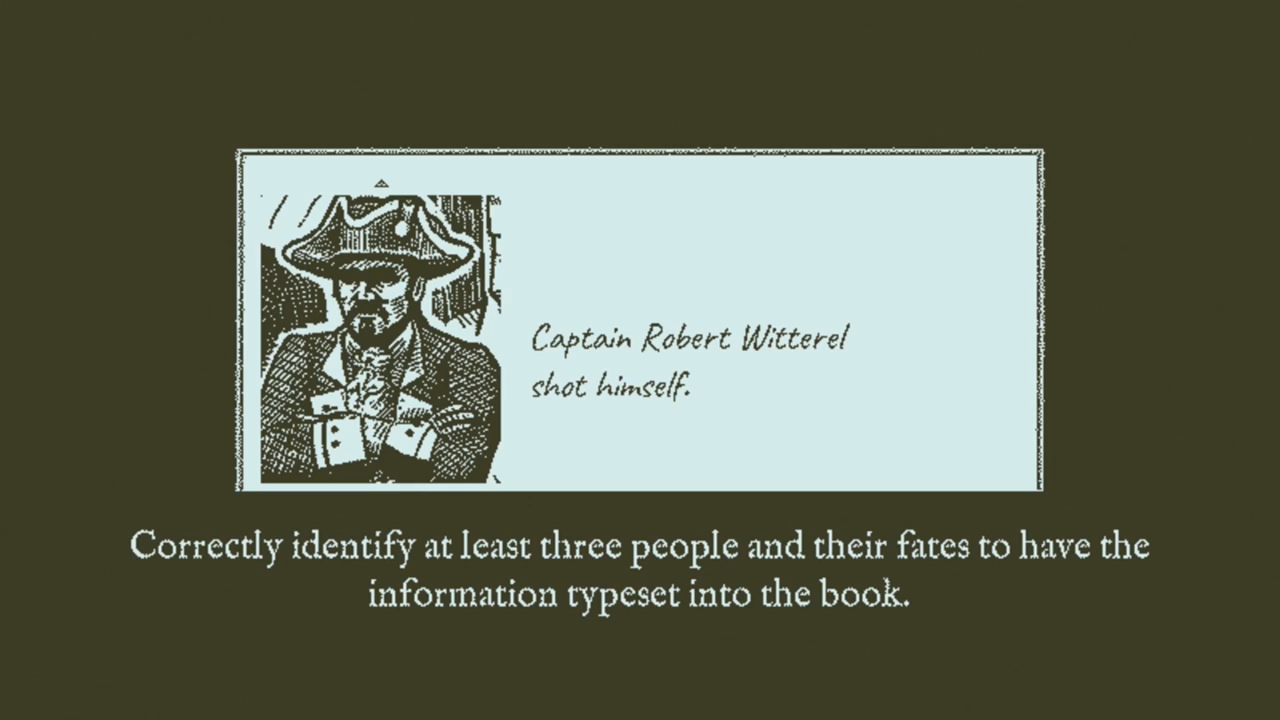 Captain Robert Witterel
shot himself.
Correctly identify at least three people and their fates to have the
information typeset into the book.